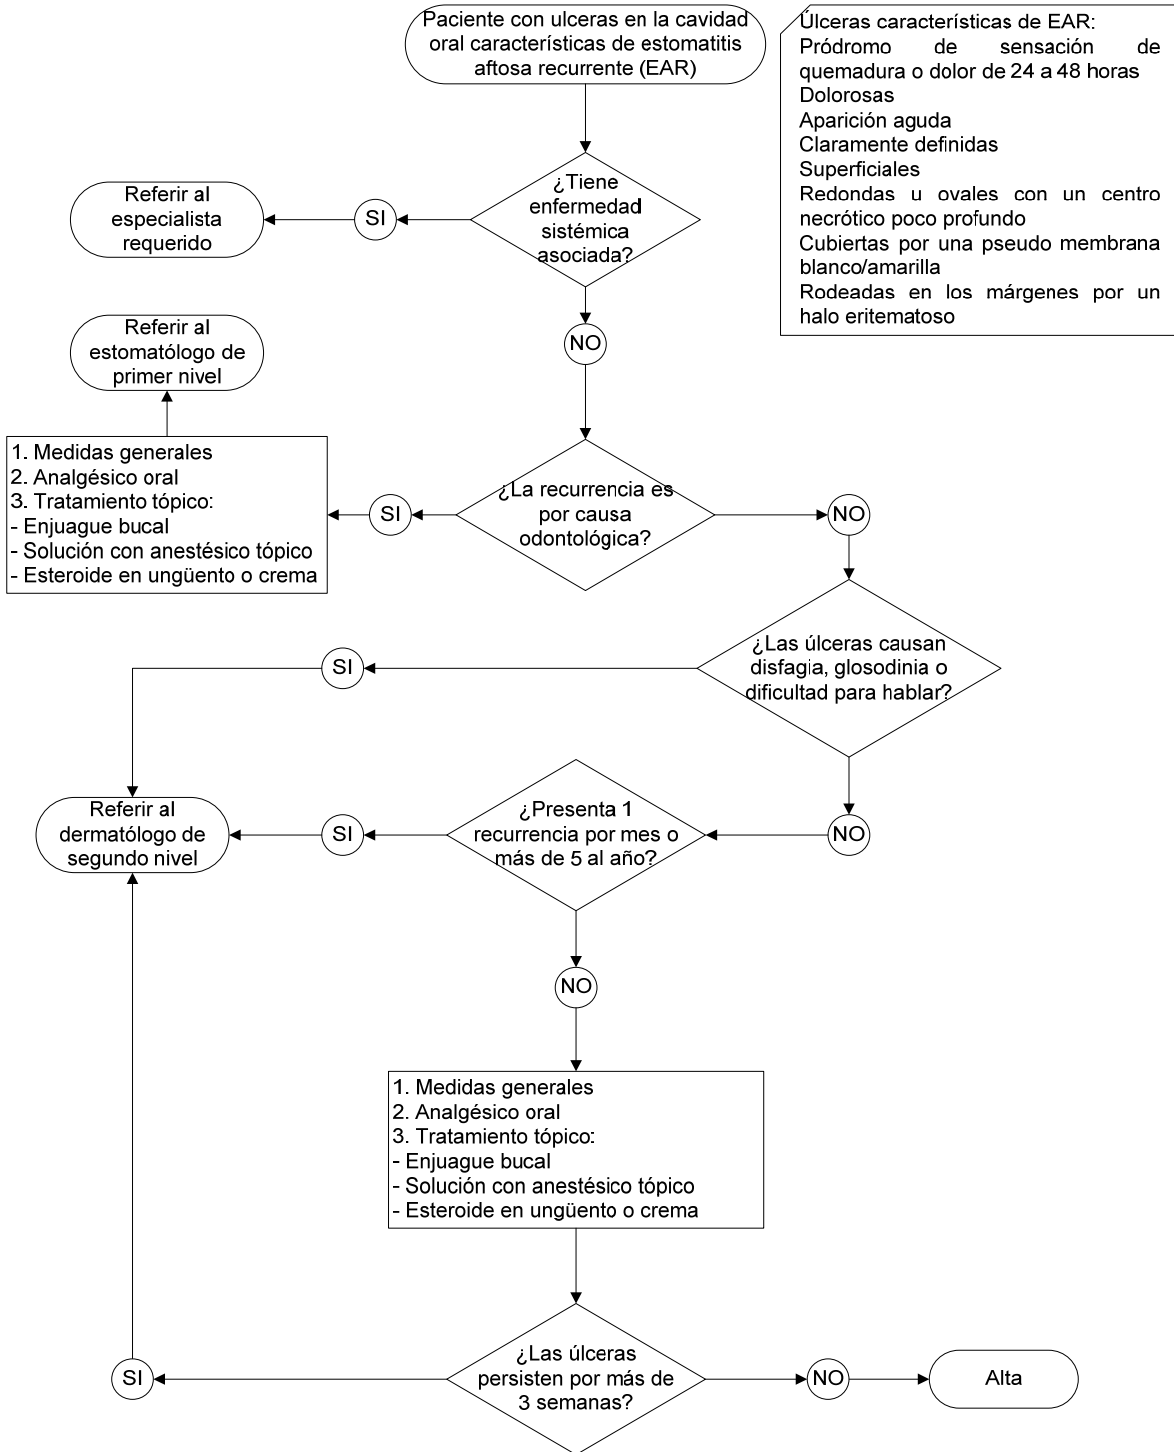 Paciente con ulceras en la cavidad
oral características de estomatitis
aftosa recurrente (EAR)
Úlceras características de EAR:
Pródromo de sensación de
quemadura o dolor de 24 a 48 horas
Dolorosas
Aparición aguda
Claramente definidas
Superficiales
Redondas u ovales con un centro
necrótico poco profundo
Cubiertas por una pseudo membrana
blanco/amarilla
Rodeadas en los márgenes por un
halo eritematoso
¿Tiene
enfermedad
sistémica
asociada?
SI
Referir al
especialista
requerido
NO
Referir al
estomatólogo de
primer nivel
1. Medidas generales
2. Analgésico oral
3. Tratamiento tópico:
- Enjuague bucal
- Solución con anestésico tópico
- Esteroide en ungüento o crema
SI
¿La recurrencia es
por causa
odontológica?
NO
¿Las úlceras causan
disfagia, glosodinia o
dificultad para hablar?
SI
Referir al
dermatólogo de
segundo nivel
SI
¿Presenta 1
recurrencia por mes o
más de 5 al año?
NO
NO
1. Medidas generales
2. Analgésico oral
3. Tratamiento tópico:
- Enjuague bucal
- Solución con anestésico tópico
- Esteroide en ungüento o crema
SI
¿Las úlceras
persisten por más de
3 semanas?
NO
Alta